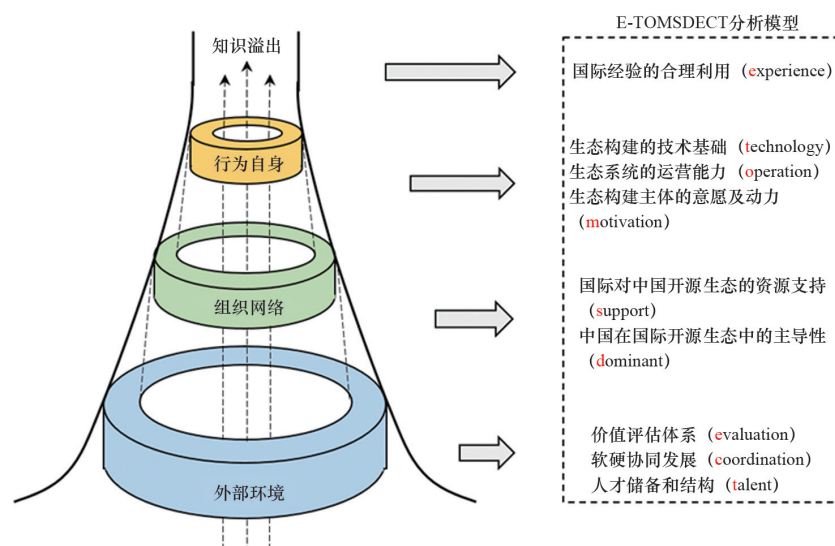 E-TOMSDECT分析模型
知识溢出
国际经验的合理利用（experience）
行为自身
生态构建的技术基础（technology）
生态系统的运营能力（operation）
生态构建主体的意愿及动力
（motivation）
组织网络
国际对中国开源生态的资源支持
（support）
中国在国际开源生态中的主导性
（dominant）
外部环境
价值评估体系（evaluation）
软硬协同发展（coordination）
人才储备和结构（talent）